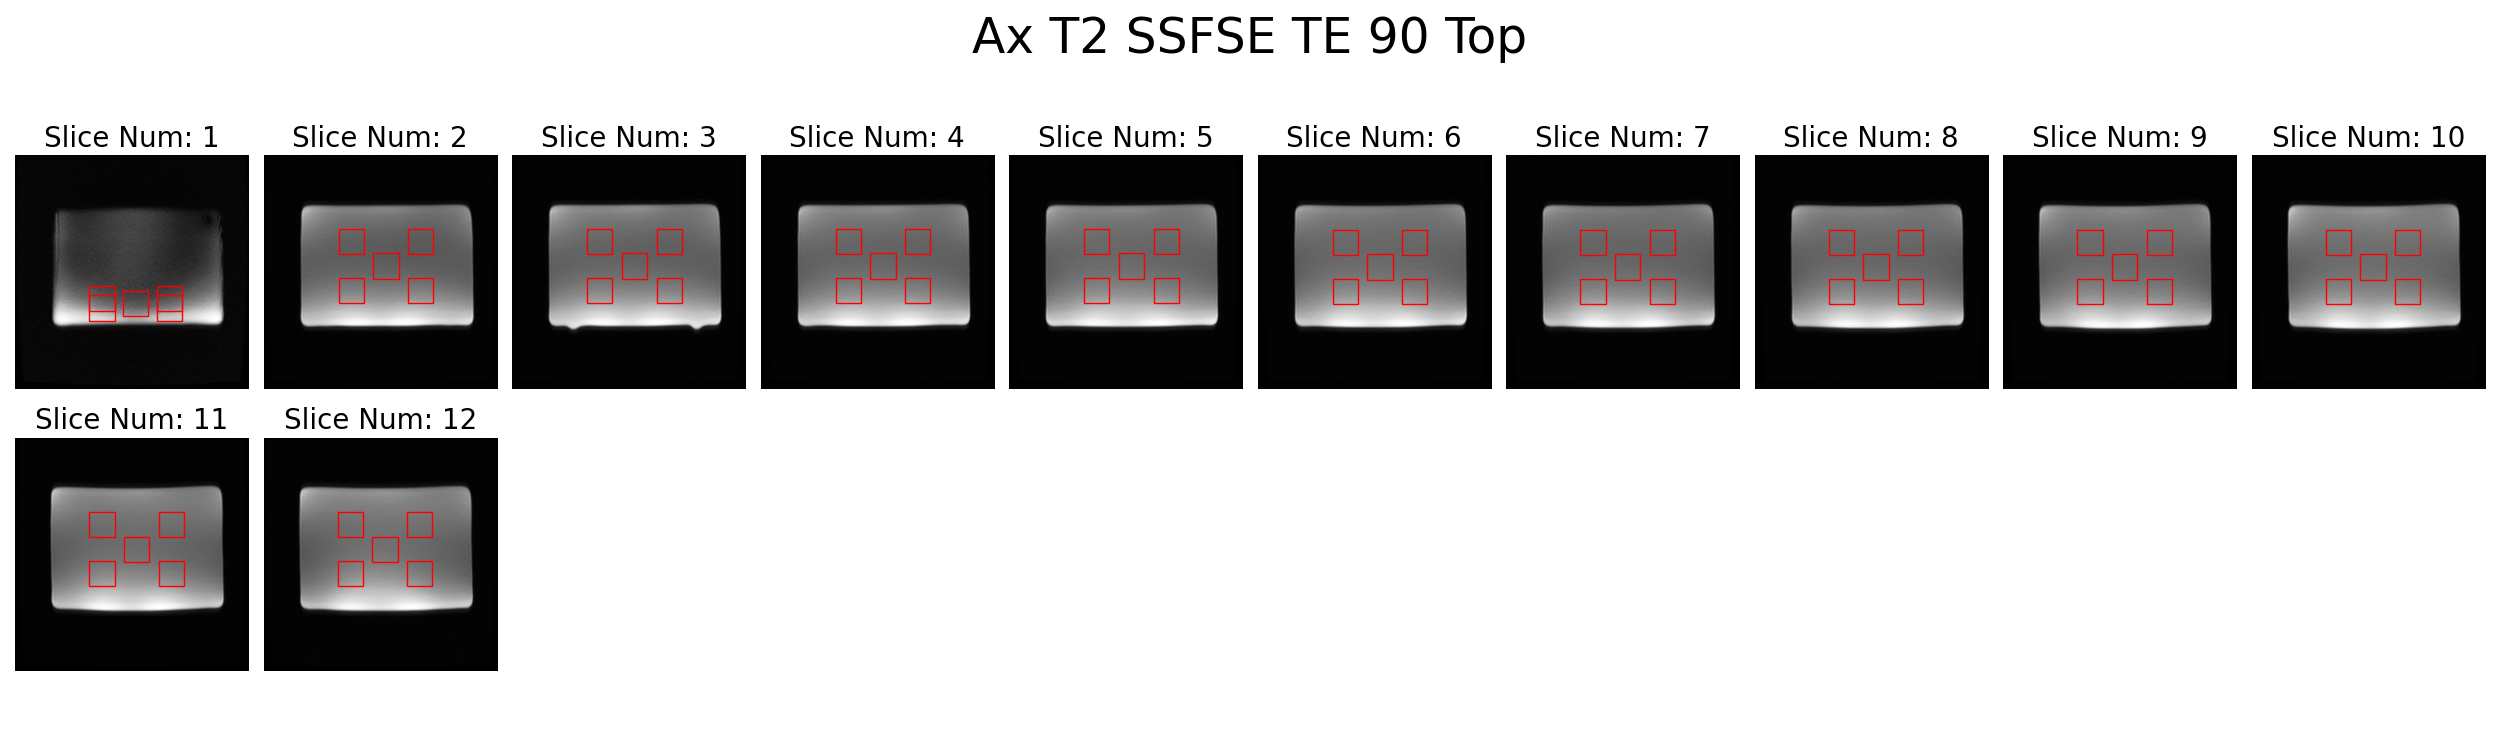 Ax T2 SSFSE TE 90 Top
Slice Num: 1
Slice Num: 2
Slice Num: 3
Slice Num: 4
Slice Num: 5
Slice Num: 6
Slice Num: 7
Slice Num: 8
Slice Num: 9
Slice Num: 10
Slice Num: 11
Slice Num: 12